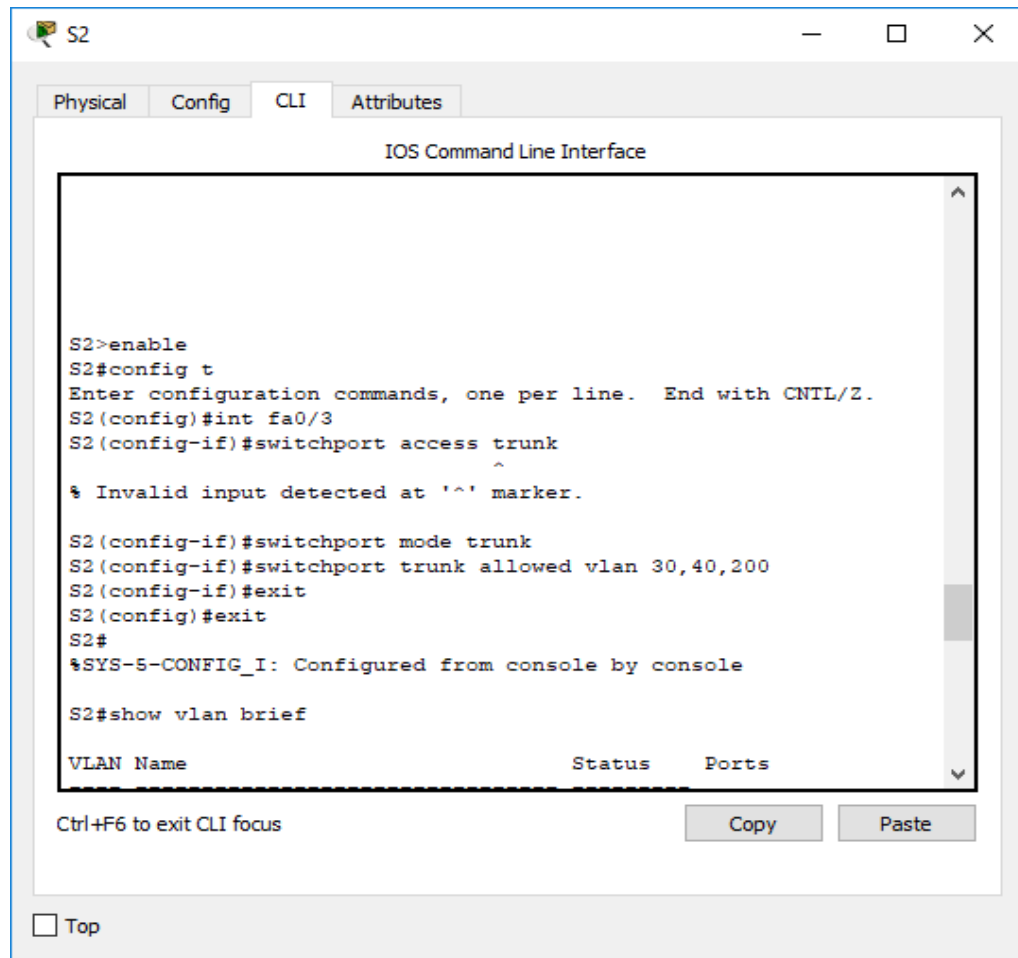 S2
Physical Config CLI Attributes
IOS Command Line Interface
S2>enable
S2#config t
Enter configuration commands, one per line.  End with CNTL/Z.
S2(config)#int fa0/3
S2(config-if)#switchport access trunk
^
% Invalid input detected at '^' marker.
S2(config-if)#switchport mode trunk
S2(config-if)#switchport trunk allowed vlan 30,40,200
S2(config-if)#exit
S2(config)#exit
S2#
%SYS-5-CONFIG_I: Configured from console by console
S2#show vlan brief
VLAN Name                             Status    Ports
---- -------------------------------- ---------
Ctrl+F6 to exit CLI focus
Copy
Paste
Top